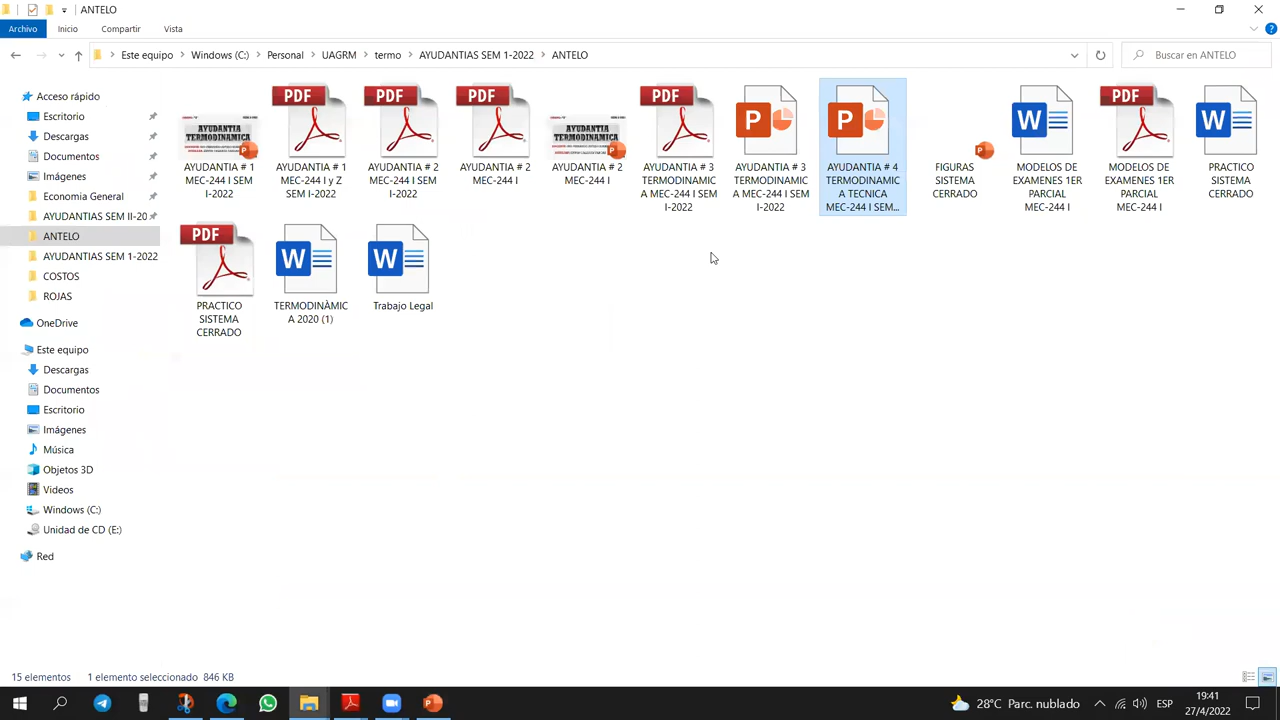 ANTELO
Archivo Inicio Compartir Vista
Este equipo Windows (C:) Personal UAGRM termo AYUDANTIAS SEM 1-2022 ANTELO
Buscar en ANTELO
Acceso rápido
Escritorio
Descargas
Documentos
Imágenes
Economia General
AYUDANTIAS SEM II-20
ANTELO
AYUDANTIAS SEM 1-2022
COSTOS
ROJAS
OneDrive
Este equipo
Descargas
Documentos
Escritorio
Imágenes
Música
Objetos 3D
Videos
Windows (C:)
Unidad de CD (E:)
Red
AYUDANTIA
TERMODINAMICA
AYUDANTIA # 1
MEC-244 I SEM
I-2022
PDF
AYUDANTIA # 1
MEC-244 I y Z
SEM I-2022
PDF
AYUDANTIA # 2
MEC-244 I SEM
I-2022
PDF
AYUDANTIA # 2
MEC-244 I
AYUDANTIA
TERMODINAMICA
AYUDANTIA # 2
MEC-244 I
PDF
AYUDANTIA # 3
TERMODINAMIC
A MEC-244 I SEM
I-2022
P
AYUDANTIA # 3
TERMODINAMIC
A MEC-244 I SEM
I-2022
P
AYUDANTIA # 4
TERMODINAMIC
A TECNICA
MEC-244 I SEM...
P
FIGURAS
SISTEMA
CERRADO
W
MODELOS DE
EXAMENES 1ER
PARCIAL
MEC-244 I
PDF
MODELOS DE
EXAMENES 1ER
PARCIAL
MEC-244 I
W
PRACTICO
SISTEMA
CERRADO
PDF
PRACTICO
SISTEMA
CERRADO
W
TERMODINÀMIC
A 2020 (1)
W
Trabajo Legal
15 elementos 1 elemento seleccionado 846 KB
28°C Parc. nublado ESP
19:41
27/4/2022